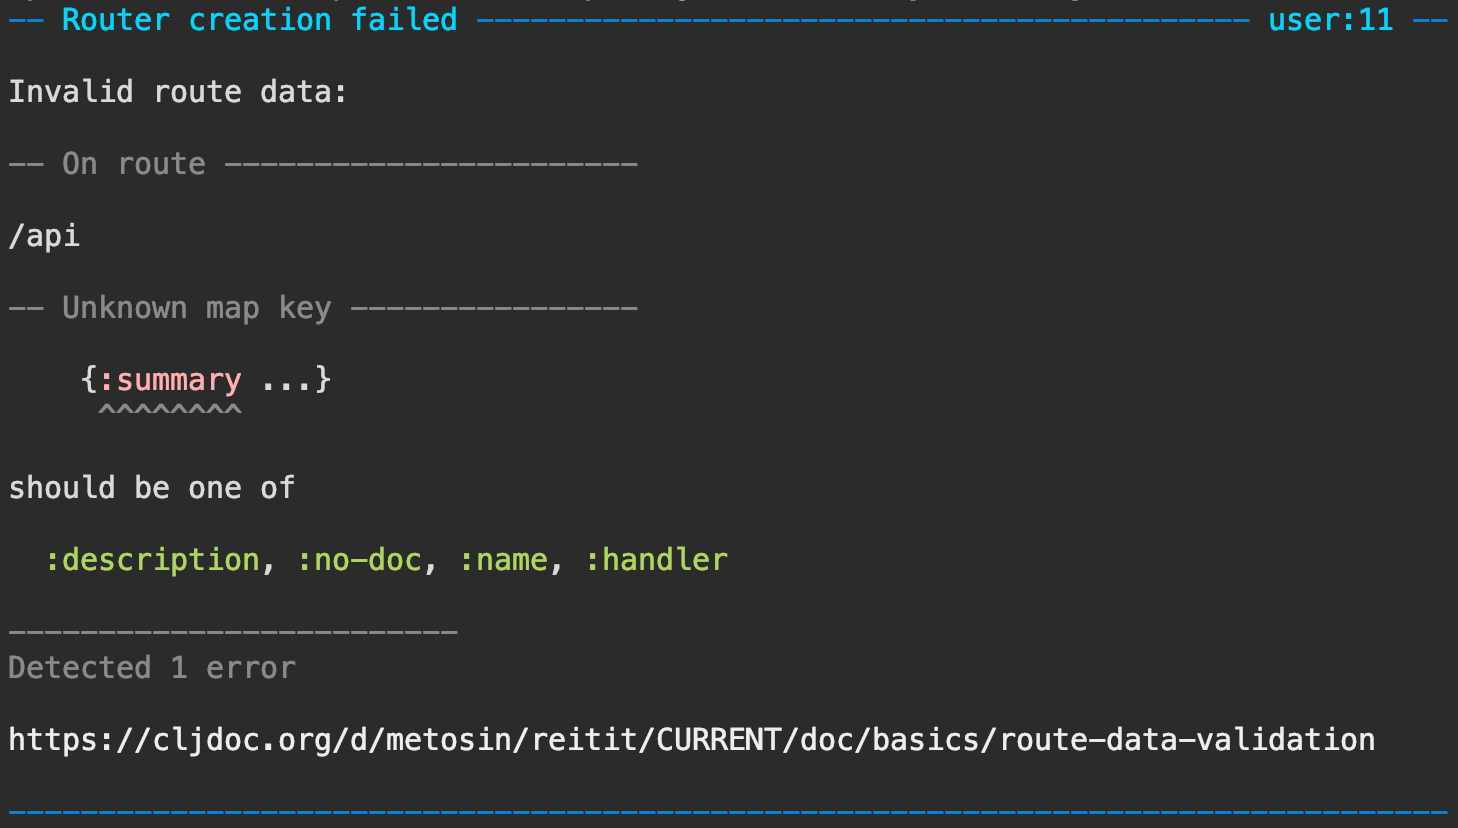 —— Router creation failed ——————————————————————————————————————————— user:11 ——
Invalid route data:
—— On route ———————————————————————
/api
—— Unknown map key ————————————————
{:summary ...}
^^^^^^^^
should be one of
:description, :no-doc, :name, :handler
—————————————————————————
Detected 1 error
https://cljdoc.org/d/metosin/reitit/CURRENT/doc/basics/route-data-validation
————————————————————————————————————————————————————————————————————————————————